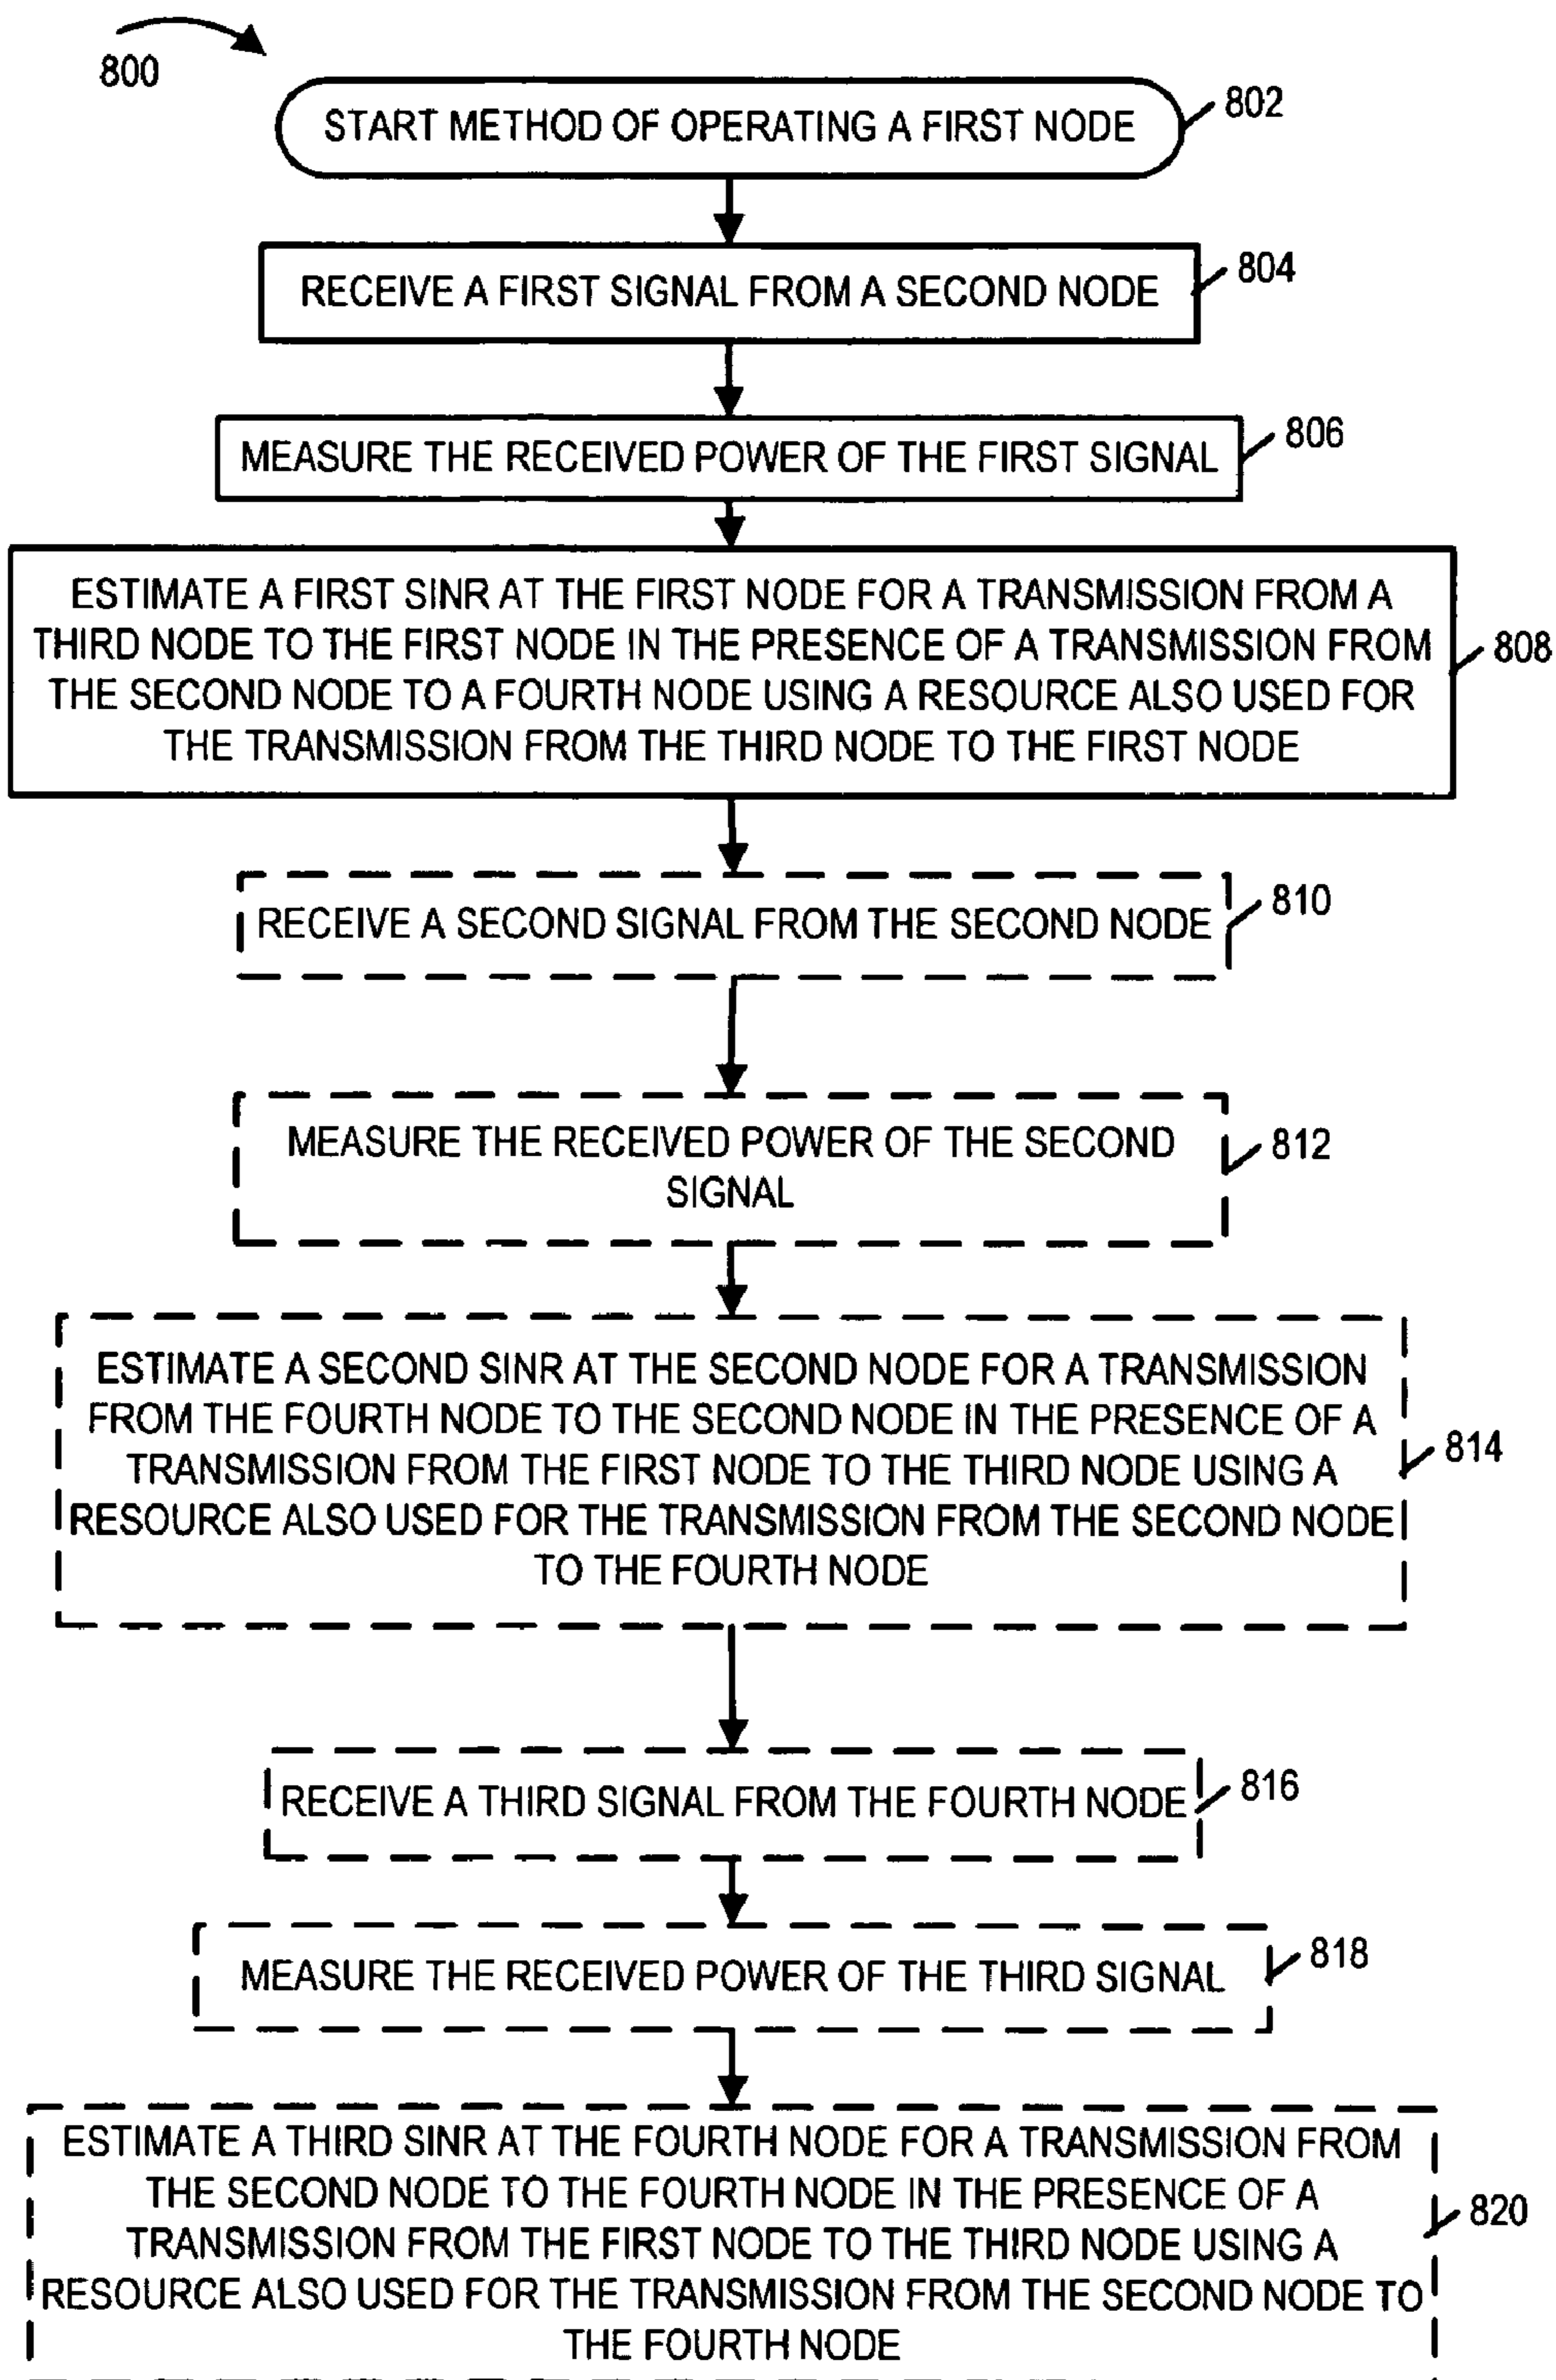 800
START METHOD OF OPERATING A FIRST NODE
802
RECEIVE A FIRST SIGNAL FROM A SECOND NODE
804
MEASURE THE RECEIVED POWER OF THE FIRST SIGNAL
806
ESTIMATE A FIRST SINR AT THE FIRST NODE FOR A TRANSMISSION FROM A
THIRD NODE TO THE FIRST NODE IN THE PRESENCE OF A TRANSMISSION FROM
THE SECOND NODE TO A FOURTH NODE USING A RESOURCE ALSO USED FOR
THE TRANSMISSION FROM THE THIRD NODE TO THE FIRST NODE
808
RECEIVE A SECOND SIGNAL FROM THE SECOND NODE
810
MEASURE THE RECEIVED POWER OF THE SECOND
SIGNAL
812
ESTIMATE A SECOND SINR AT THE SECOND NODE FOR A TRANSMISSION
FROM THE FOURTH NODE TO THE SECOND NODE IN THE PRESENCE OF A
TRANSMISSION FROM THE FIRST NODE TO THE THIRD NODE USING A
RESOURCE ALSO USED FOR THE TRANSMISSION FROM THE SECOND NODE
TO THE FOURTH NODE
814
RECEIVE A THIRD SIGNAL FROM THE FOURTH NODE
816
MEASURE THE RECEIVED POWER OF THE THIRD SIGNAL
818
ESTIMATE A THIRD SINR AT THE FOURTH NODE FOR A TRANSMISSION FROM
THE SECOND NODE TO THE FOURTH NODE IN THE PRESENCE OF A
TRANSMISSION FROM THE FIRST NODE TO THE THIRD NODE USING A
RESOURCE ALSO USED FOR THE TRANSMISSION FROM THE SECOND NODE TO
THE FOURTH NODE
820